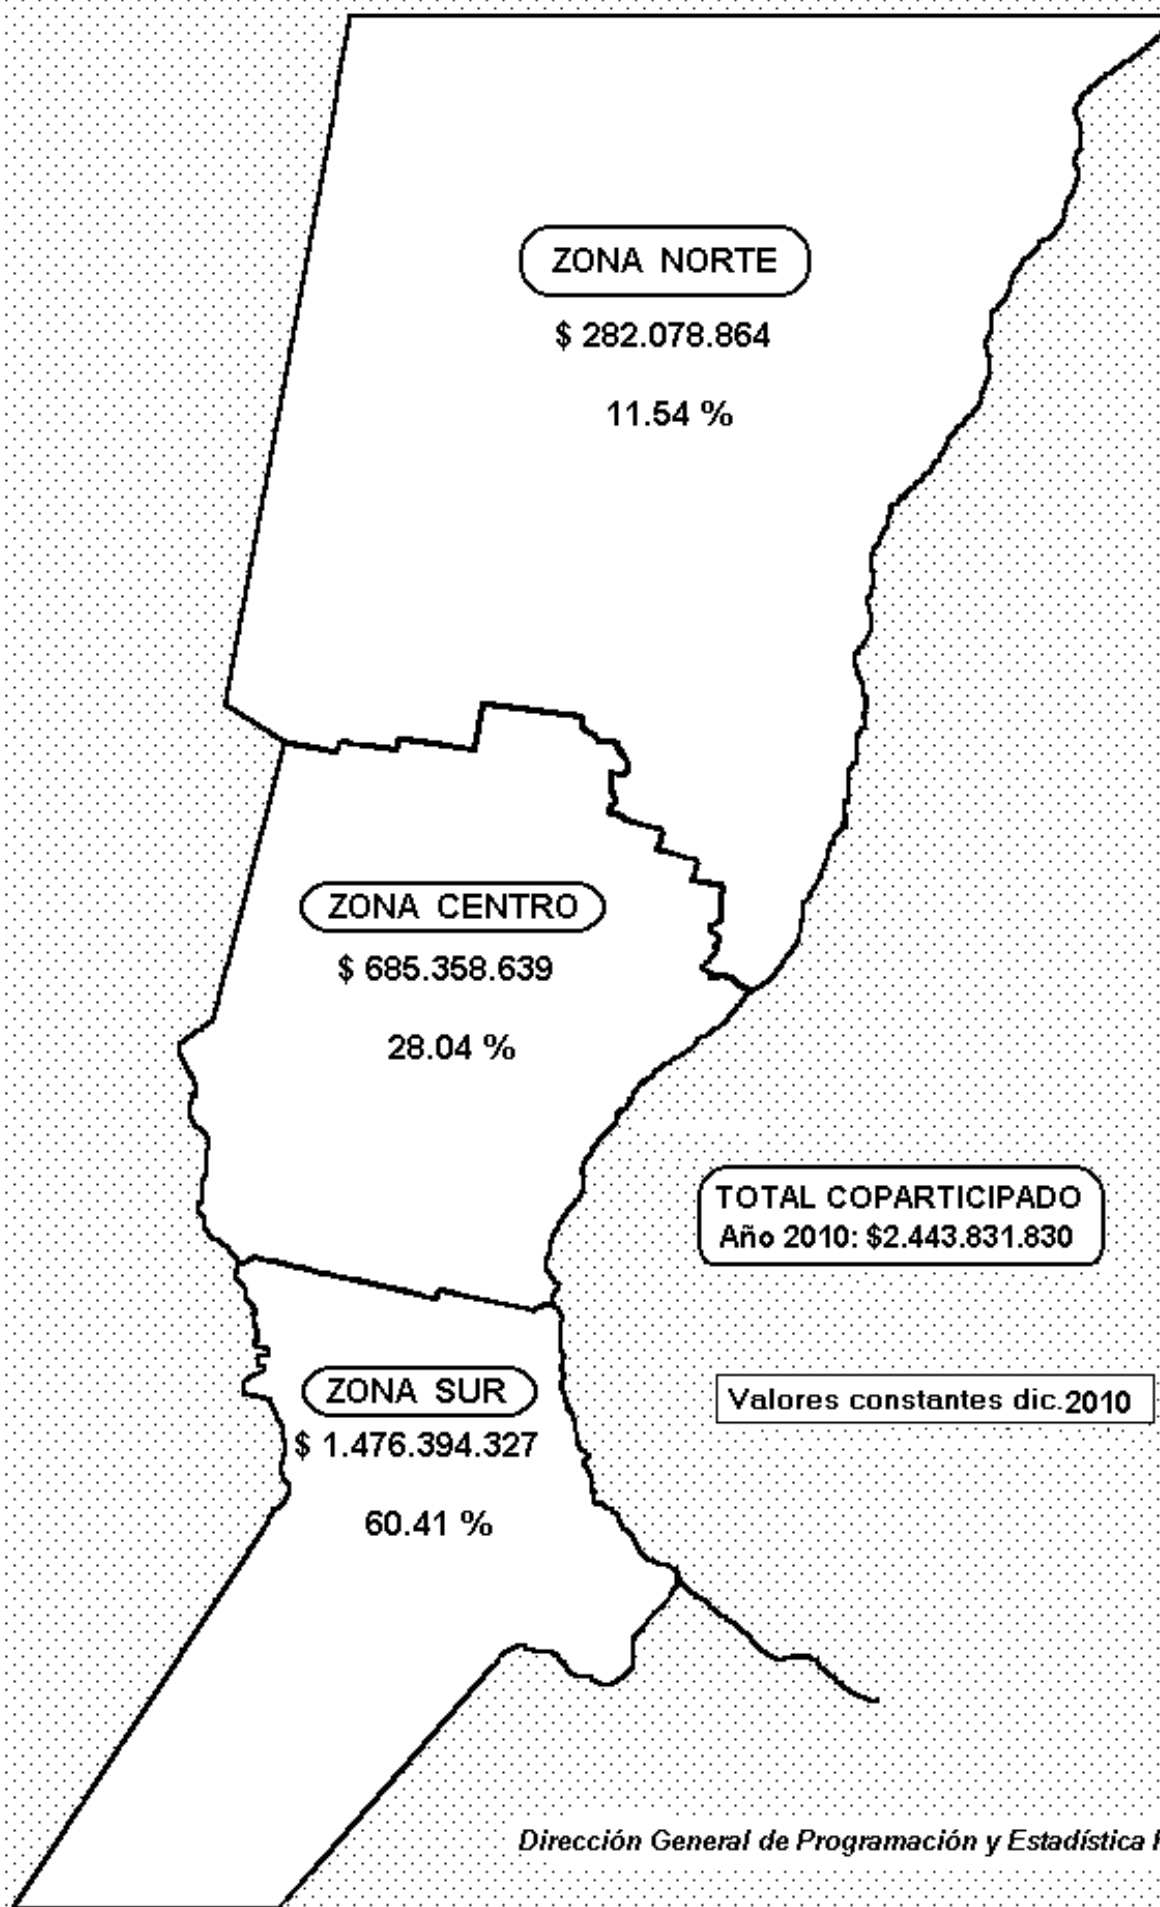 ZONA NORTE
$ 282.078.864
11.54 %
ZONA CENTRO
$ 685.358.639
28.04 %
TOTAL COPARTICIPADO
Año 2010: $2.443.831.830
ZONA SUR
Valores constantes dic.2010
$ 1.476.394.327
60.41 %
Dirección General de Programación y Estadística